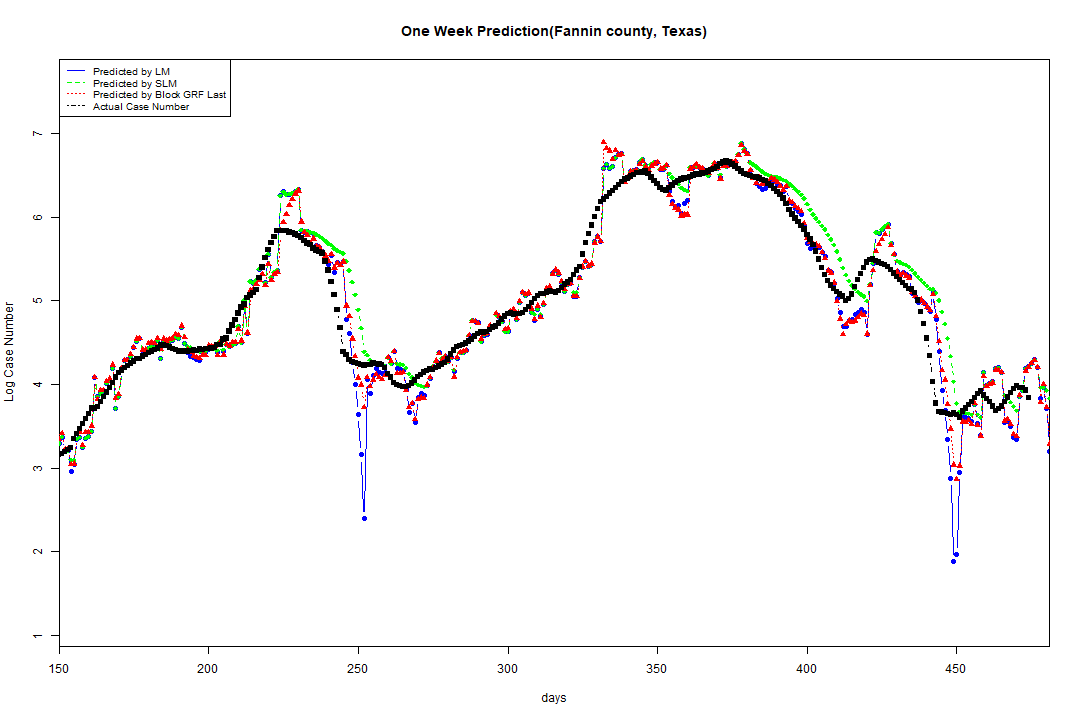 One Week Prediction(Fannin county, Texas)
Predicted by LM
Predicted by SLM
Predicted by Block GRF Last
Actual Case Number
7
6
5
4
3
2
1
Log Case Number
150 200 250 300 350 400 450
days